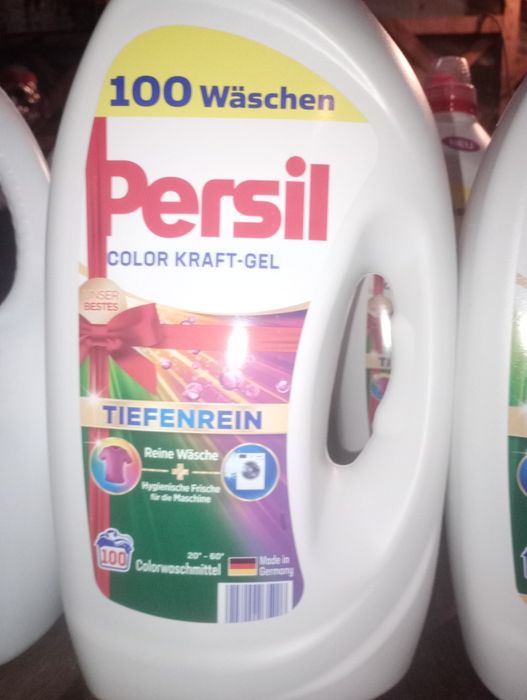 100 Wäschen
Persil
COLOR KRAFT-GEL
UNSER
BESTES
TIEFENREIN
Reine Wäsche
+
Hygienische Frische
für die Maschine
100
20° - 60°
Colorwaschmittel
Made in
Germany
NEU